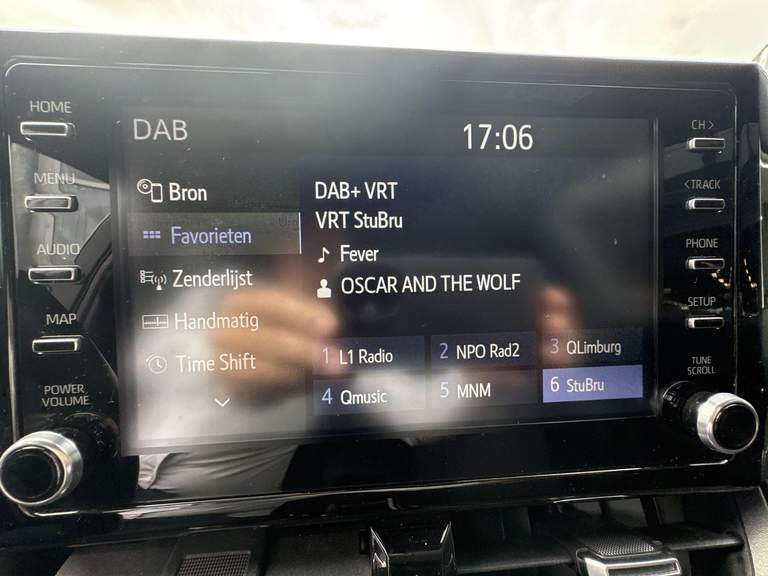 HOME
MENU
AUDIO
MAP
POWER
VOLUME
DAB
17:06
Bron
Favorieten
Zenderlijst
Handmatig
Time Shift
DAB+ VRT
VRT StuBru
Fever
OSCAR AND THE WOLF
1 L1 Radio
2 NPO Rad2
3 QLimburg
4 Qmusic
5 MNM
6 StuBru
CH >
< TRACK
PHONE
SETUP
TUNE
SCROLL